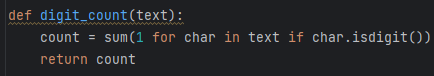 def digit_count(text):
    count = sum(1 for char in text if char.isdigit())
    return count